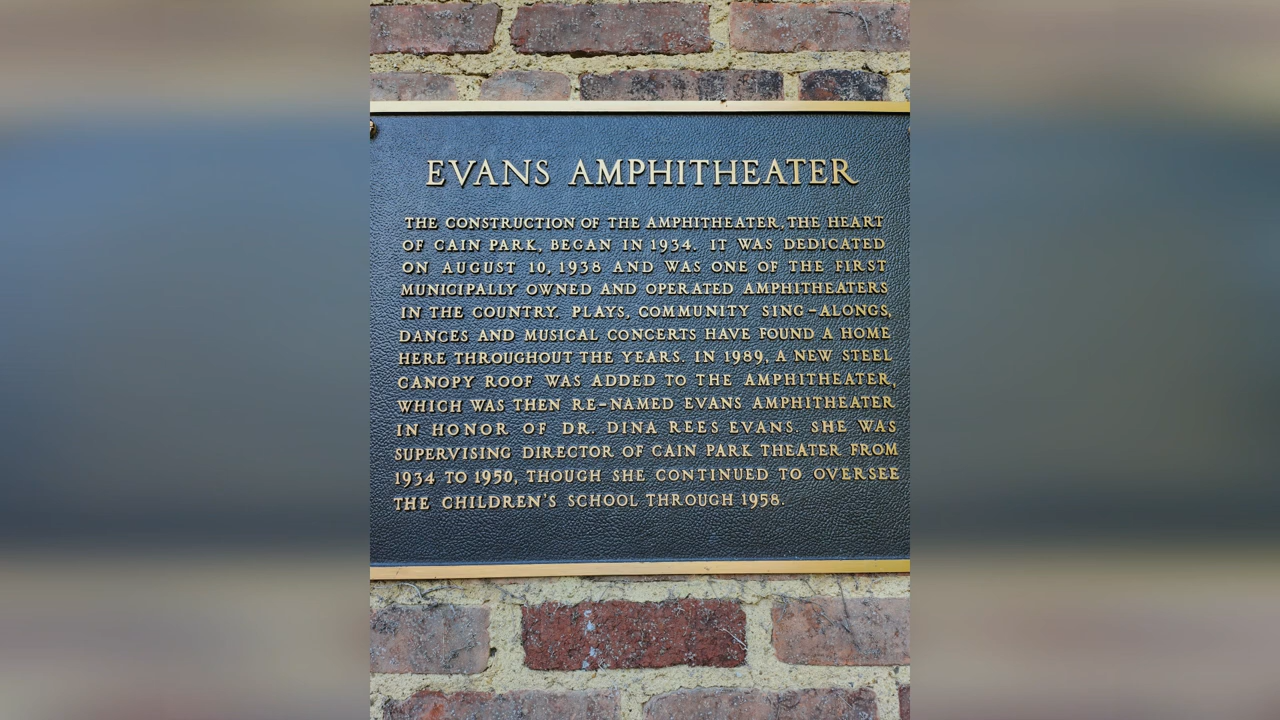 EVANS AMPHITHEATER
THE CONSTRUCTION OF THE AMPHITHEATER, THE HEART
OF CAIN PARK, BEGAN IN 1934. IT WAS DEDICATED
ON AUGUST 10, 1938 AND WAS ONE OF THE FIRST
MUNICIPALLY OWNED AND OPERATED AMPHITHEATERS
IN THE COUNTRY. PLAYS, COMMUNITY SING-ALONGS,
DANCES AND MUSICAL CONCERTS HAVE FOUND A HOME
HERE THROUGHOUT THE YEARS. IN 1989, A NEW STEEL
CANOPY ROOF WAS ADDED TO THE AMPHITHEATER,
WHICH WAS THEN RE-NAMED EVANS AMPHITHEATER
IN HONOR OF DR. DINA REES EVANS. SHE WAS
SUPERVISING DIRECTOR OF CAIN PARK THEATER FROM
1934 TO 1950, THOUGH SHE CONTINUED TO OVERSEE
THE CHILDREN'S SCHOOL THROUGH 1958.